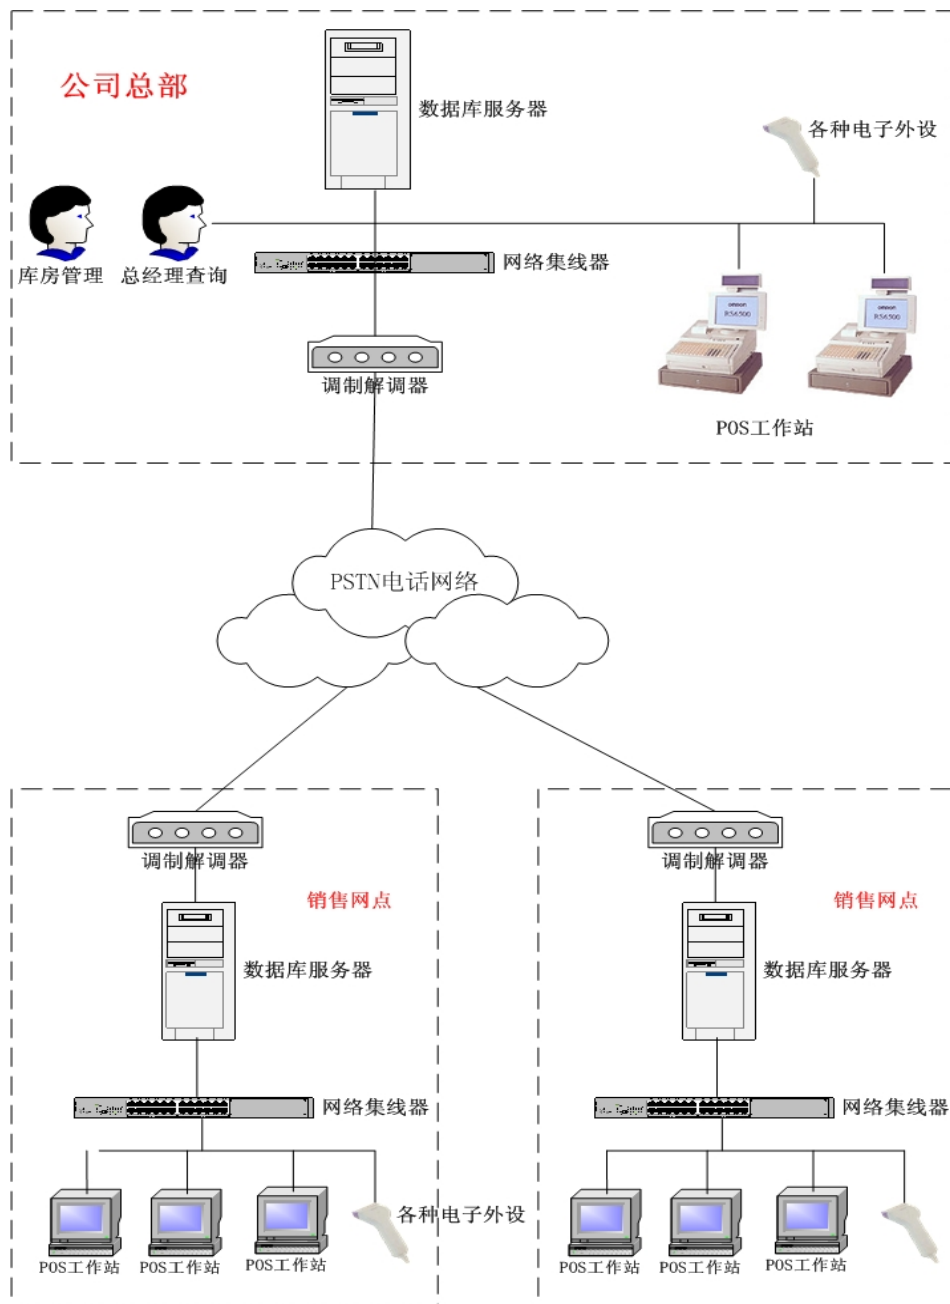 公司总部
数据库服务器
各种电子外设
库房管理
总经理查询
网络集线器
RS6500
RS6500
调制解调器
POS工作站
PSTN电话网络
调制解调器
调制解调器
销售网点
销售网点
数据库服务器
数据库服务器
网络集线器
网络集线器
各种电子外设
POS工作站
POS工作站
POS工作站
POS工作站
POS工作站
POS工作站